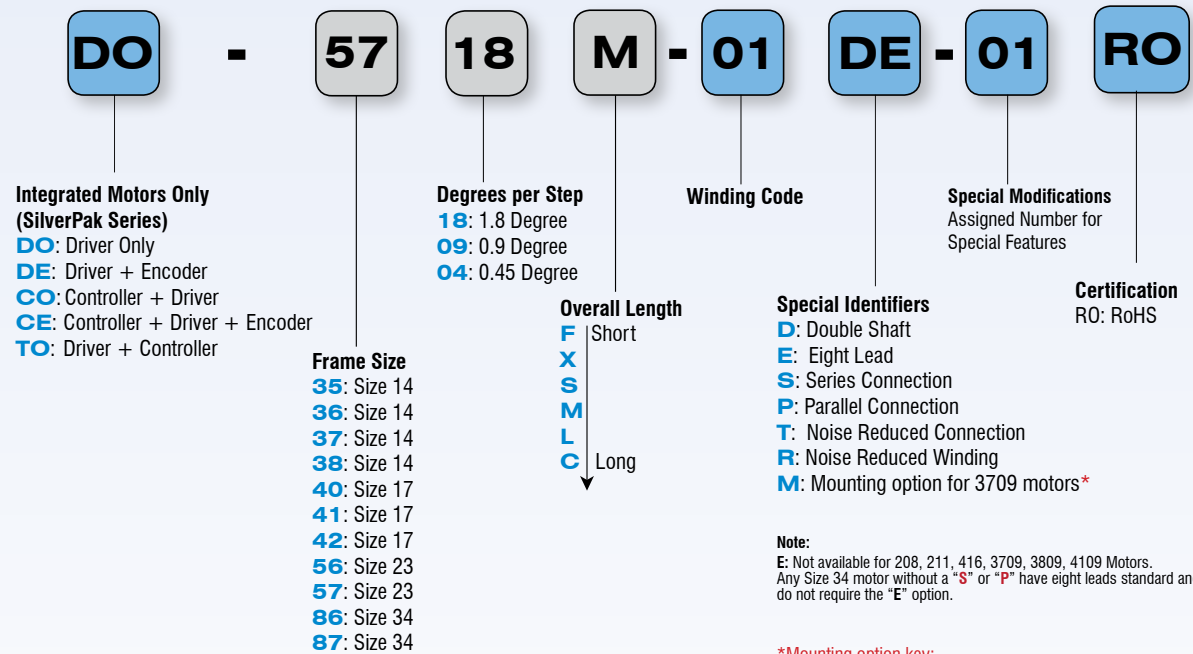 DO - 57 18 M - 01 DE - 01 RO
Integrated Motors Only
(SilverPak Series)
DO: Driver Only
DE: Driver + Encoder
CO: Controller + Driver
CE: Controller + Driver + Encoder
TO: Driver + Controller
Frame Size
35: Size 14
36: Size 14
37: Size 14
38: Size 14
40: Size 17
41: Size 17
42: Size 17
56: Size 23
57: Size 23
86: Size 34
87: Size 34
Degrees per Step
18: 1.8 Degree
09: 0.9 Degree
04: 0.45 Degree
Overall Length
F Short
X
S
M
L
C Long
Winding Code
Special Identifiers
D: Double Shaft
E: Eight Lead
S: Series Connection
P: Parallel Connection
T: Noise Reduced Connection
R: Noise Reduced Winding
M: Mounting option for 3709 motors*
Special Modifications
Assigned Number for
Special Features
Certification
RO: RoHS
Note:
E: Not available for 208, 211, 416, 3709, 3809, 4109 Motors.
Any Size 34 motor without a “S” or “P” have eight leads standard an
do not require the “E” option.
*Mounting option key: